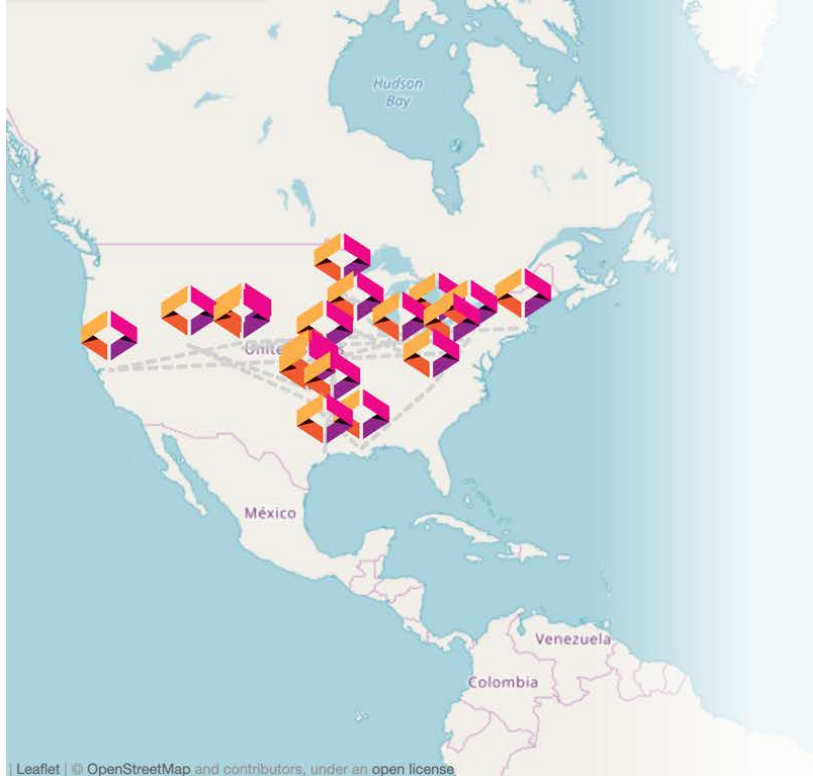 Hudson
Bay
Unite s
México
Venezuela
Colombia
| Leaflet | © OpenStreetMap and contributors, under an open license